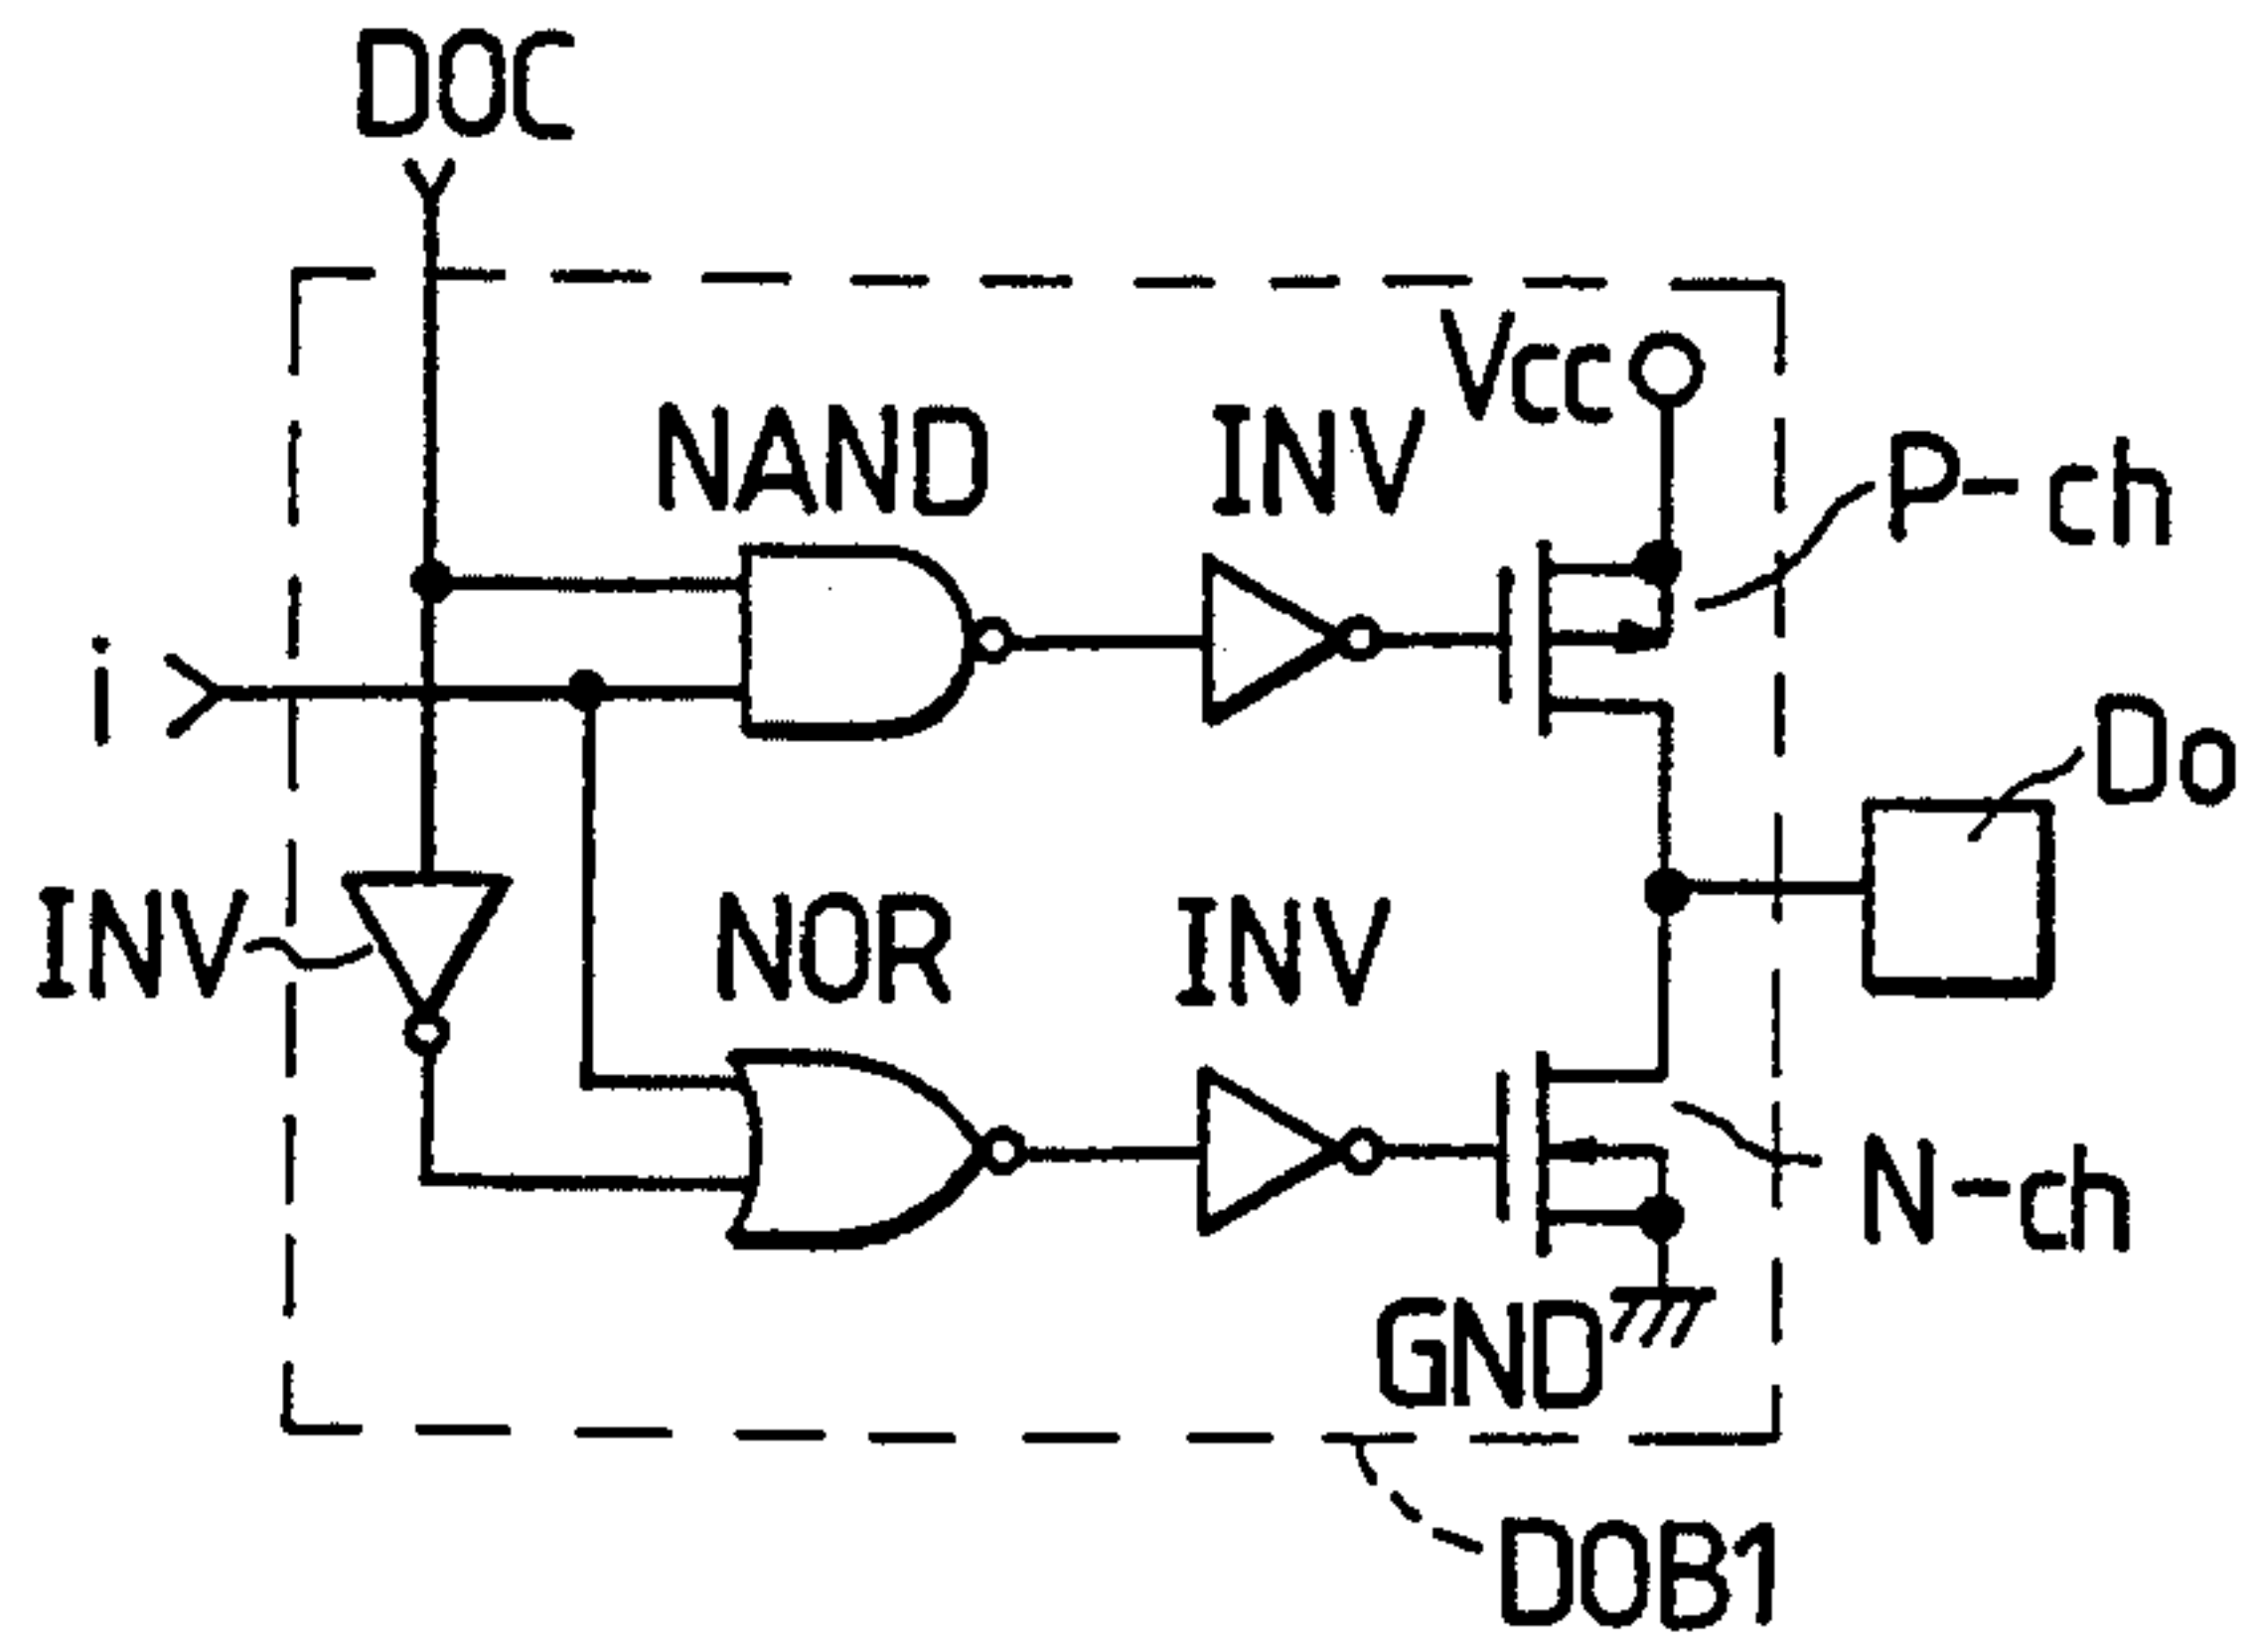 DOC
Vcc
NAND
INV
P-ch
i
Do
INV
NOR
INV
N-ch
GND
DOB1